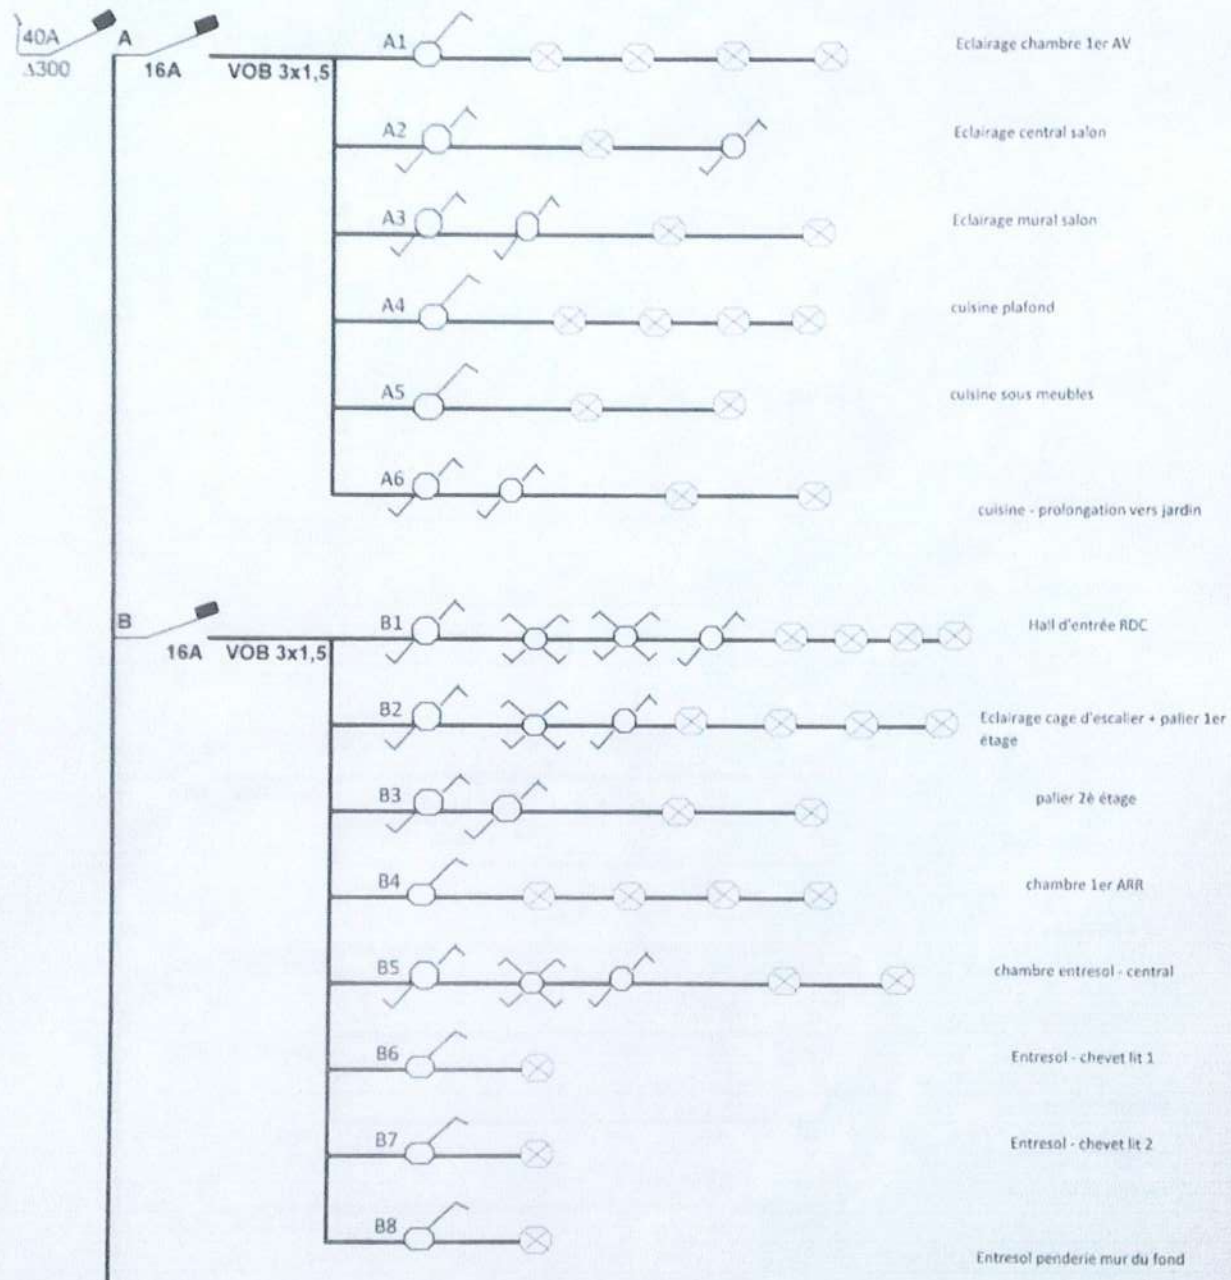 40A
Δ300
A
16A
VOB 3x1,5
A1
Eclairage chambre 1er AV
A2
Eclairage central salon
A3
Eclairage mural salon
A4
cuisine plafond
A5
cuisine sous meubles
A6
cuisine - prolongation vers jardin
B
16A
VOB 3x1,5
B1
Hall d'entrée RDC
B2
Eclairage cage d'escalier + palier 1er
étage
B3
palier 2è étage
B4
chambre 1er ARR
B5
chambre entresol - central
B6
Entresol - chevet lit 1
B7
Entresol - chevet lit 2
B8
Entresol penderie mur du fond